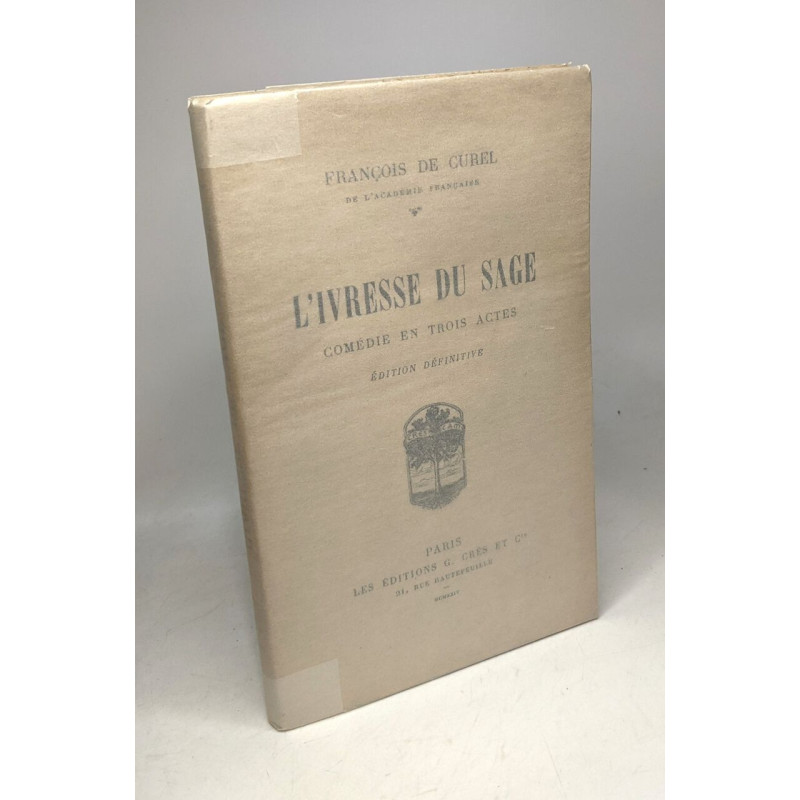 FRANÇOIS DE CUREL
DE L'ACADÉMIE FRANÇAISE
L'IVRESSE DU SAGE
COMÉDIE EN TROIS ACTES
ÉDITION DÉFINITIVE
PARIS
LES ÉDITIONS G. CRÈS ET Cie
21, RUE HAUTEFEUILLE